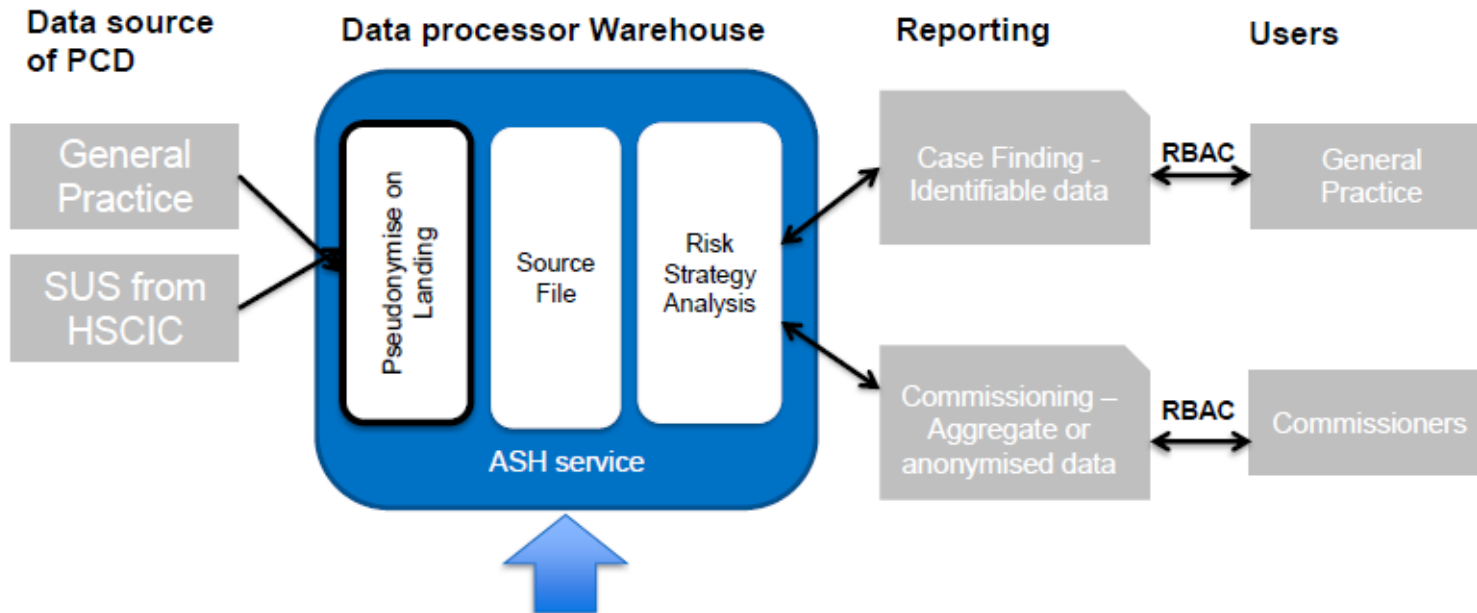 Data source
of PCD
Data processor Warehouse
Reporting
Users
General
Practice
SUS from
HSCIC
Pseudonymise on
Landing
Source
File
Risk
Strategy
Analysis
ASH service
Case Finding -
Identifiable data
RBAC
General
Practice
Commissioning –
Aggregate or
anonymised data
RBAC
Commissioners